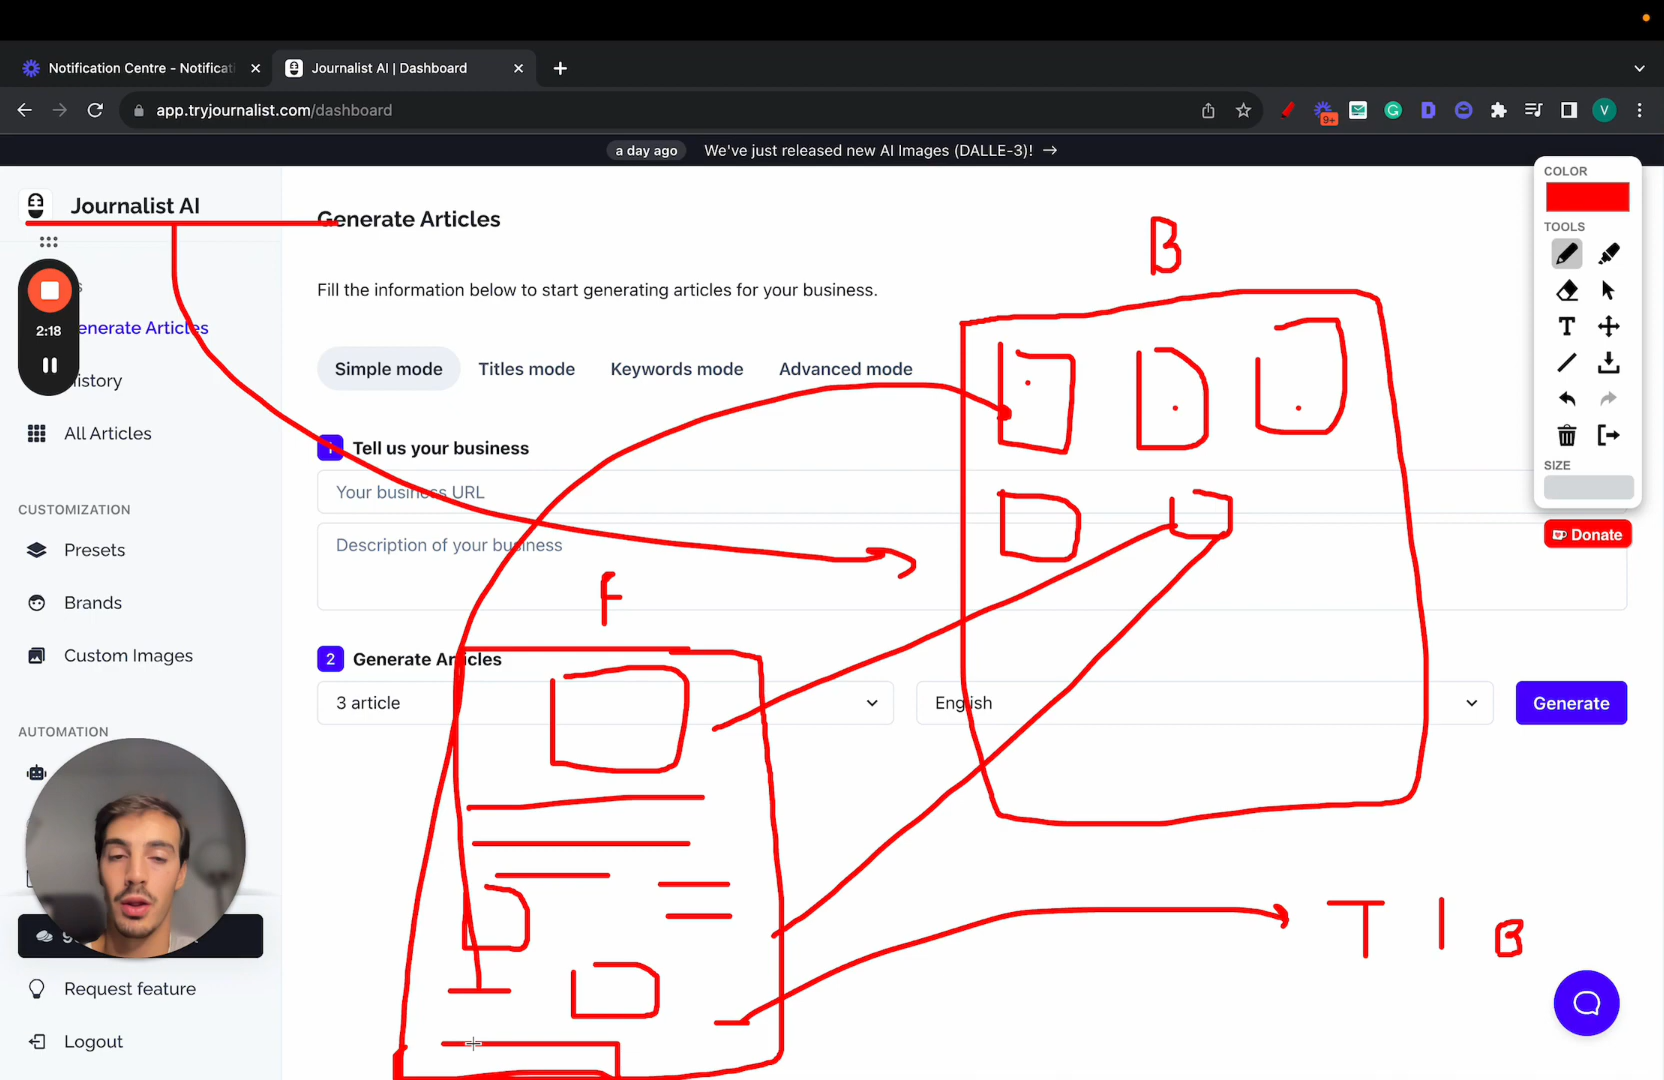 Notification Centre - Notificati
Journalist AI | Dashboard
app.tryjournalist.com/dashboard
9+
V
a day ago We've just released new AI Images (DALLE-3)! →
Journalist AI
Generate Articles
B
COLOR
TOOLS
T
SIZE
Donate
2:18
enerate Articles
istory
All Articles
CUSTOMIZATION
Presets
Brands
Custom Images
AUTOMATION
Request feature
Logout
Fill the information below to start generating articles for your business.
Simple mode Titles mode Keywords mode Advanced mode
1 Tell us your business
Your business URL
Description of your business
F
2 Generate Articles
3 article
English
Generate
T I B